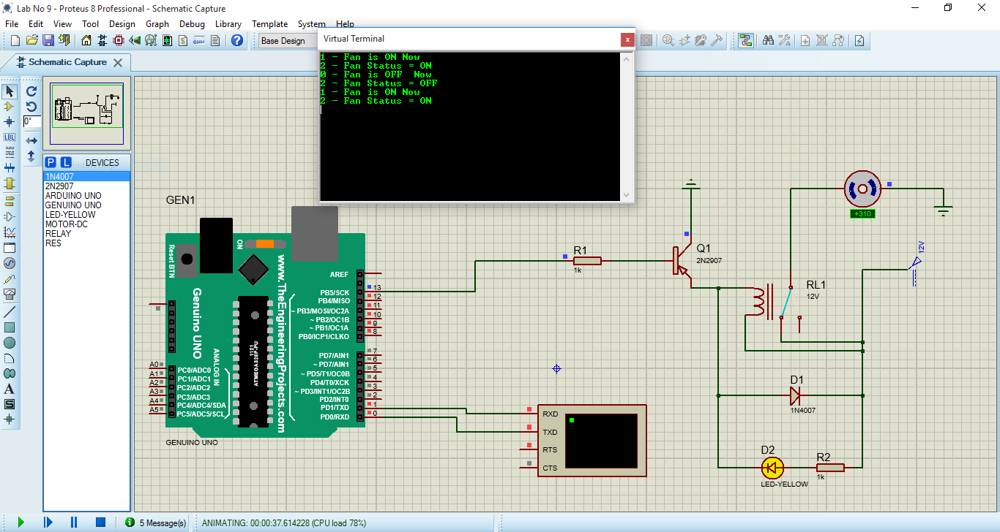 Lab No 9 - Proteus 8 Professional - Schematic Capture
File Edit View Tool Design Graph Debug Library Template System Help
Base Design
Schematic Capture
Virtual Terminal
1 - Fan is ON Now
2 - Fan Status = ON
0 - Fan is OFF Now
2 - Fan Status = OFF
1 - Fan is ON Now
2 - Fan Status = ON
0°
LBL
P L DEVICES
1N4007
2N2907
ARDUINO UNO
GENUINO UNO
LED-YELLOW
MOTOR-DC
RELAY
RES
GEN1
Reset BTN
ON
www.TheEngineeringProjects.com
Genuino UNO
ANALOG IN
1121
ATMEGA328P-PU
AREF
PB5/SCK 13
PB4/MISO 12
~ PB3/MOSI/OC2A 11
~ PB2/OC1B 10
~ PB1/OC1A 9
PB0/ICP1/CLKO 8
PD7/AIN1 7
~ PD7/AIN1 6
~ PD5/T1/OC0B 5
PD4/T0/XCK 4
~ PD3/INT1/OC2B 3
PD2/INT0 2
PD1/TXD 1
PD0/RXD 0
A0 PC0/ADC0
A1 PC1/ADC1
A2 PC2/ADC2
A3 PC3/ADC3
A4 PC4/ADC4/SDA
A5 PC5/ADC5/SCL
GENUINO UNO
R1
1k
Q1
2N2907
+310
12V
RL1
12V
D1
1N4007
D2
LED-YELLOW
R2
1k
RXD
TXD
RTS
CTS
5 Message(s)
ANIMATING: 00:00:37.614228 (CPU load 78%)